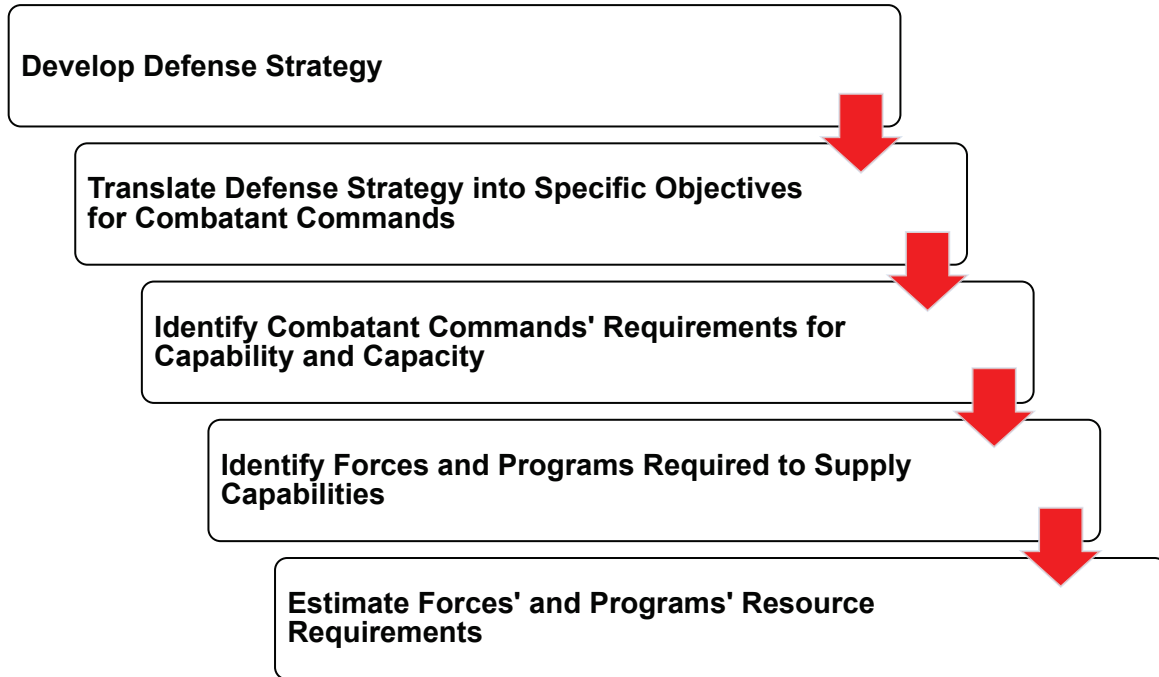 Develop Defense Strategy
Translate Defense Strategy into Specific Objectives
for Combatant Commands
Identify Combatant Commands' Requirements for
Capability and Capacity
Identify Forces and Programs Required to Supply
Capabilities
Estimate Forces' and Programs' Resource
Requirements